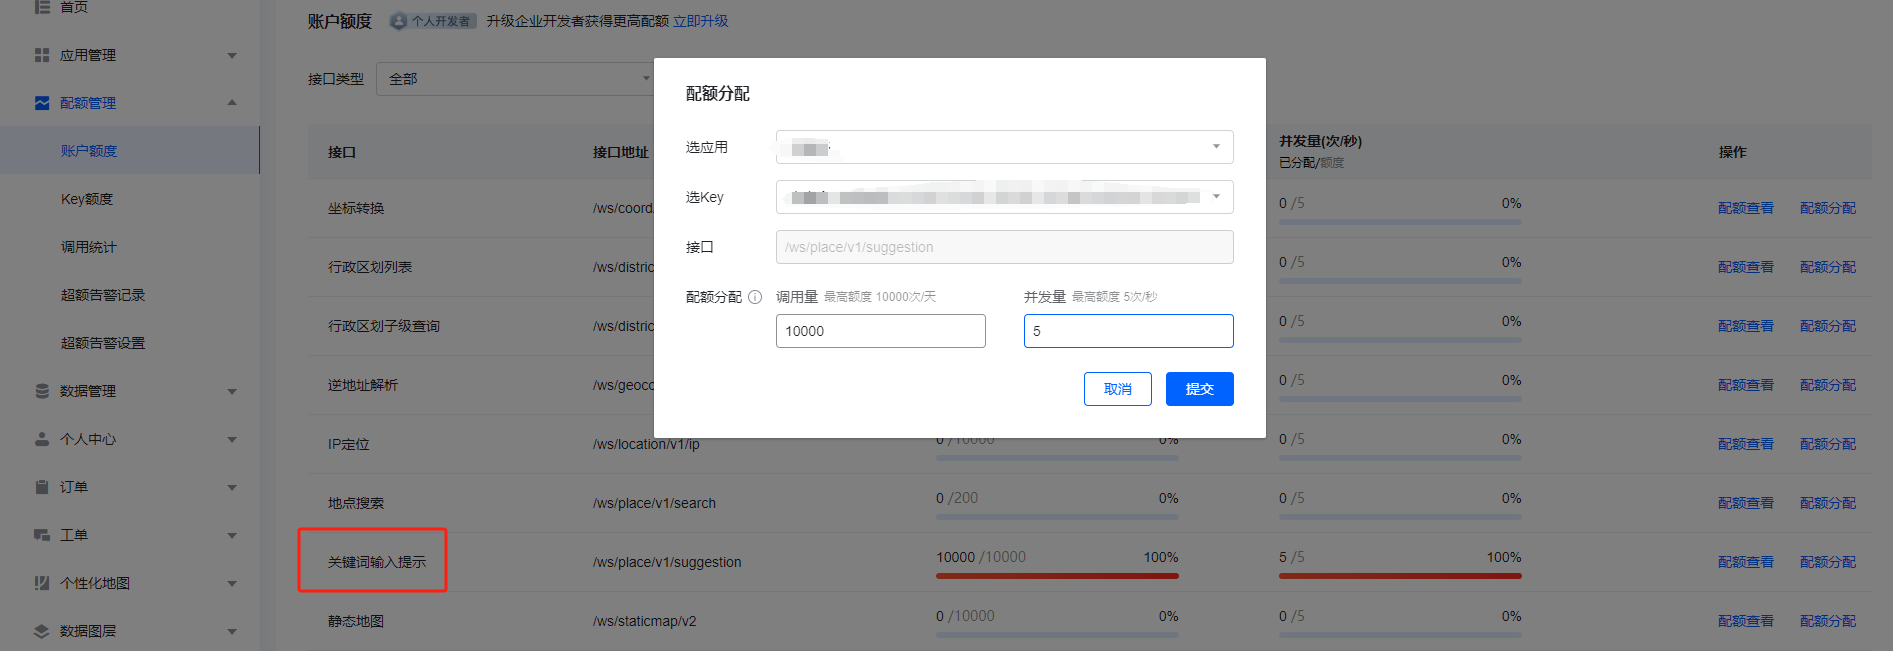 首页
应用管理
配额管理
账户额度
Key额度
调用统计
超额告警记录
超额告警设置
数据管理
个人中心
订单
工单
个性化地图
数据图层
账户额度 个人开发者 升级企业开发者获得更高配额 立即升级
接口类型 全部
接口 接口地址 并发量(次/秒) 操作
已分配/额度
坐标转换 /ws/coord. 0 /5 0% 配额查看 配额分配
行政区划列表 /ws/distric 0 /5 0% 配额查看 配额分配
行政区划子级查询 /ws/distric 0 /5 0% 配额查看 配额分配
逆地址解析 /ws/geoco 0 /5 0% 配额查看 配额分配
IP定位 /ws/location/v1/ip 0 /10000 0% 0 /5 0% 配额查看 配额分配
地点搜索 /ws/place/v1/search 0 /200 0% 0 /5 0% 配额查看 配额分配
关键词输入提示 /ws/place/v1/suggestion 10000 /10000 100% 5 /5 100% 配额查看 配额分配
静态地图 /ws/staticmap/v2 0 /10000 0% 0 /5 0% 配额查看 配额分配
配额分配
选应用
选Key
接口 /ws/place/v1/suggestion
配额分配 调用量 最高额度 10000次/天 并发量 最高额度 5次/秒
10000 5
取消 提交